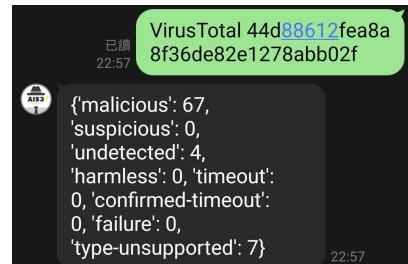 VirusTotal 44d88612fea8a
8f36de82e1278abb02f
已讀
22:57
AIS3
{'malicious': 67,
'suspicious': 0,
'undetected': 4,
'harmless': 0, 'timeout':
0, 'confirmed-timeout':
0, 'failure': 0,
'type-unsupported': 7}
22:57